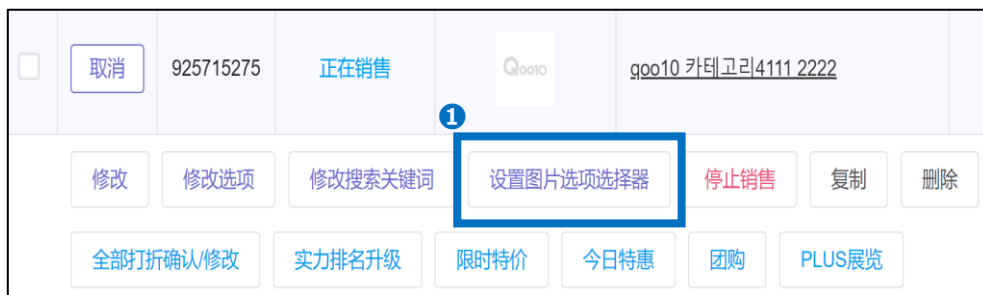 取消 925715275 正在销售 Qoo10 qoo10 카테고리4111 2222
1
修改 修改选项 修改搜索关键词 设置图片选项选择器 停止销售 复制 删除
全部打折确认/修改 实力排名升级 限时特价 今日特惠 团购 PLUS展览